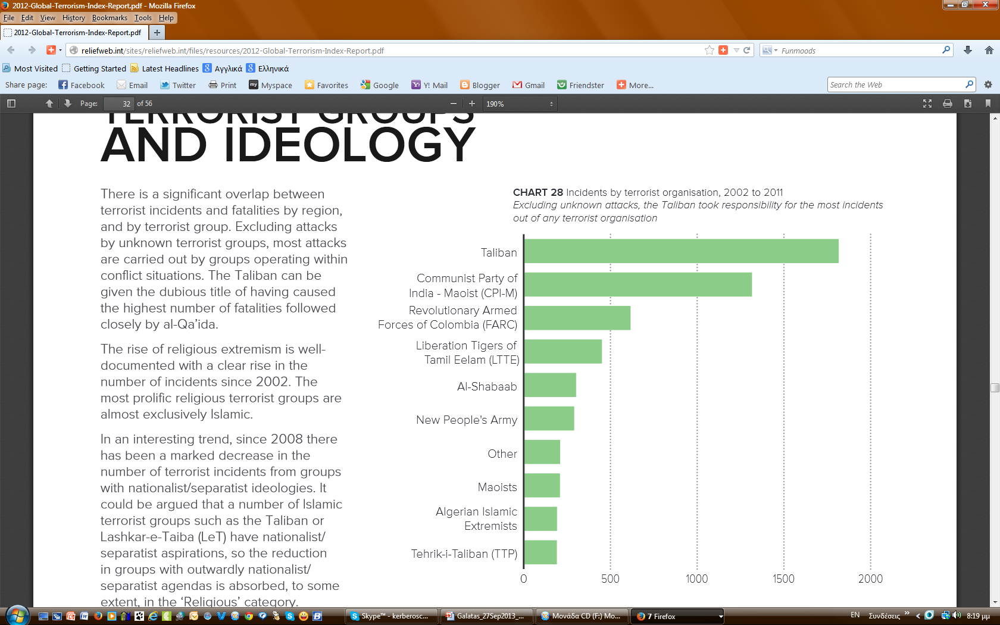 2012-Global-Terrorism-Index-Report.pdf - Mozilla Firefox
File Edit View History Bookmarks Tools Help
2012-Global-Terrorism-Index-Report.pdf
reliefweb.int/sites/reliefweb.int/files/resources/2012-Global-Terrorism-Index-Report.pdf
Funmoods
Most Visited Getting Started Latest Headlines Αγγλικά Ελληνικά
Share page: Facebook Email Twitter Print Myspace Favorites Google Y! Mail Blogger Gmail Friendster More...
Search the Web
Page: 32 of 56
190%
TERRORIST GROUPS
AND IDEOLOGY
There is a significant overlap between
terrorist incidents and fatalities by region,
and by terrorist group. Excluding attacks
by unknown terrorist groups, most attacks
are carried out by groups operating within
conflict situations. The Taliban can be
given the dubious title of having caused
the highest number of fatalities followed
closely by al-Qa’ida.
The rise of religious extremism is well-
documented with a clear rise in the
number of incidents since 2002. The
most prolific religious terrorist groups are
almost exclusively Islamic.
In an interesting trend, since 2008 there
has been a marked decrease in the
number of terrorist incidents from groups
with nationalist/separatist ideologies. It
could be argued that a number of Islamic
terrorist groups such as the Taliban or
Lashkar-e-Taiba (LeT) have nationalist/
separatist aspirations, so the reduction
in groups with outwardly nationalist/
separatist agendas is absorbed, to some
extent, in the ‘Religious’ category.
CHART 28 Incidents by terrorist organisation, 2002 to 2011
Excluding unknown attacks, the Taliban took responsibility for the most incidents
out of any terrorist organisation
Taliban
Communist Party of
India - Maoist (CPI-M)
Revolutionary Armed
Forces of Colombia (FARC)
Liberation Tigers of
Tamil Eelam (LTTE)
Al-Shabaab
New People's Army
Other
Maoists
Algerian Islamic
Extremists
Tehrik-i-Taliban (TTP)
0 500 1000 1500 2000
Skype™ - kerberosc...
Galatas_27Sep2013_...
Μονάδα CD (F:) Mo...
7 Firefox
EN Συνδέσεις 8:19 μμ